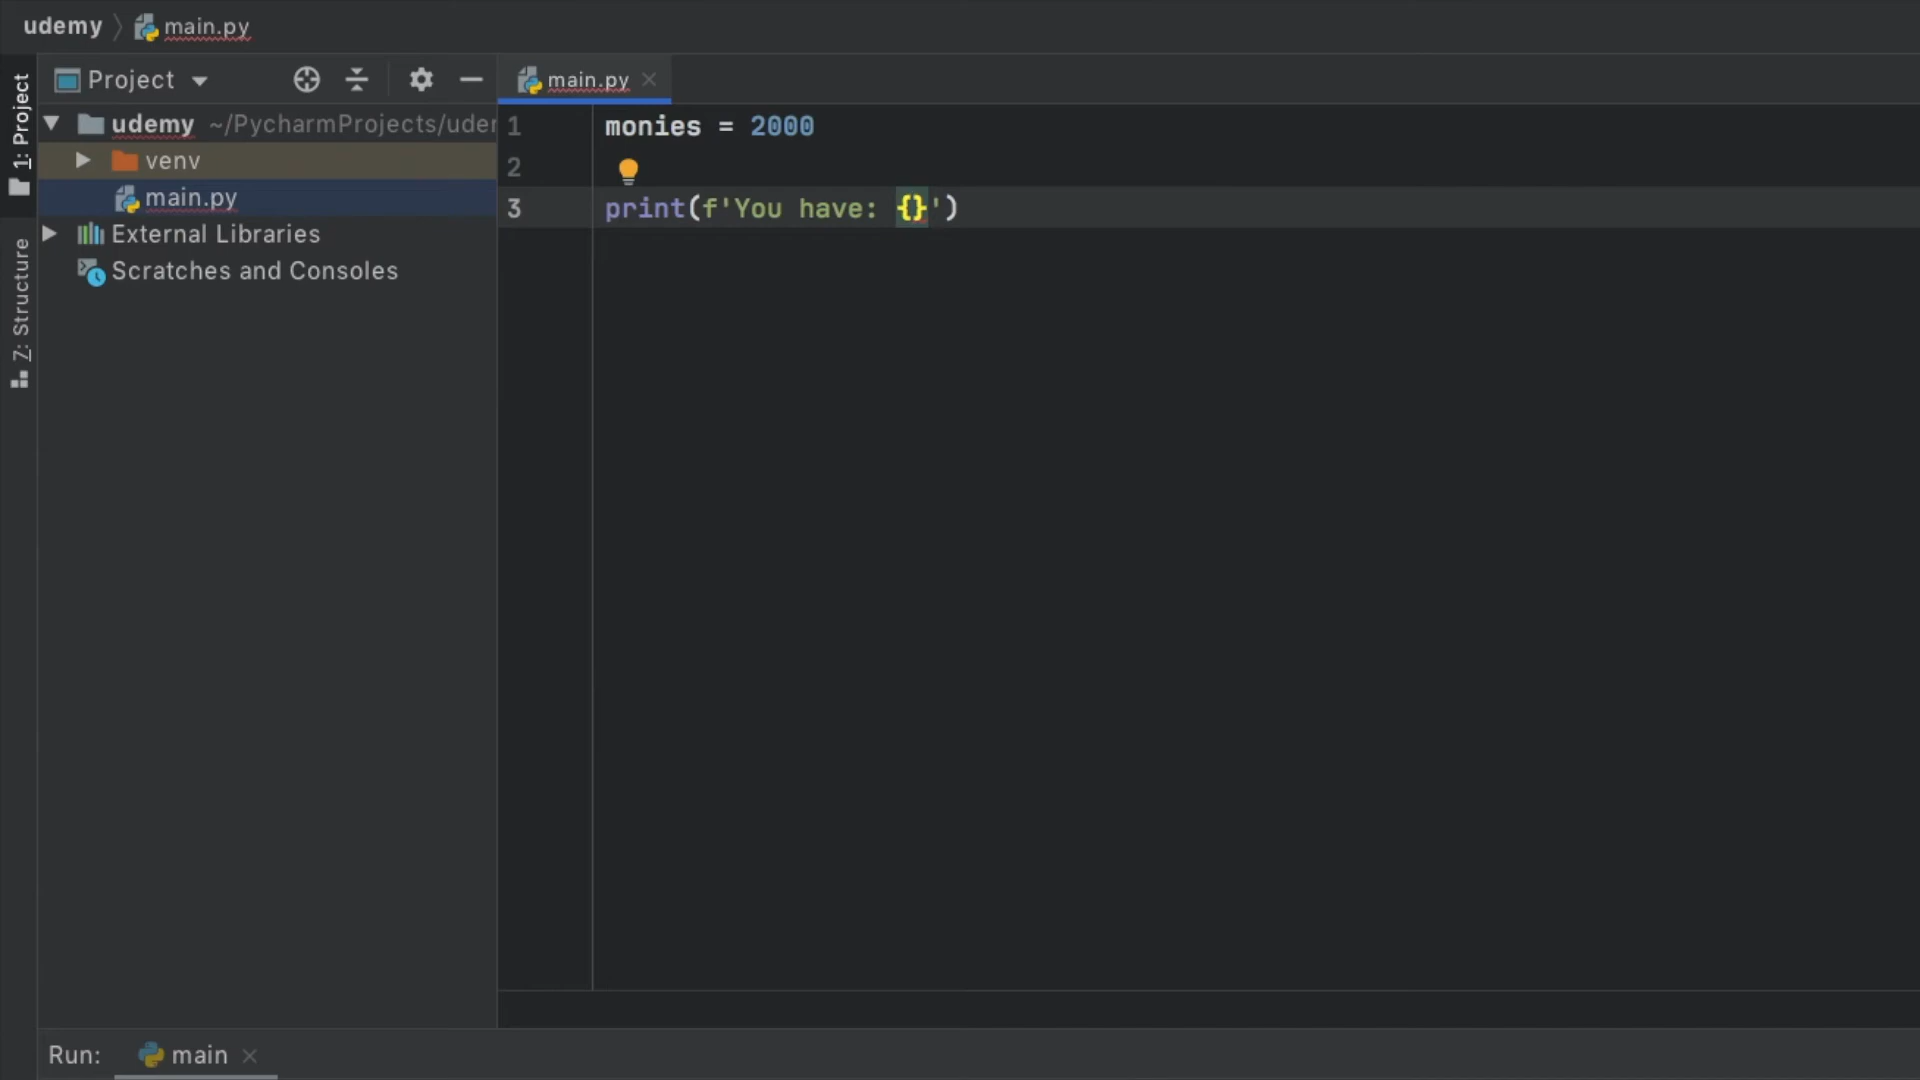 udemy main.py
Project
main.py
1: Project
Z: Structure
udemy ~/PycharmProjects/uder
venv
main.py
External Libraries
Scratches and Consoles
1 monies = 2000
2
3 print(f'You have: {}')
Run: main